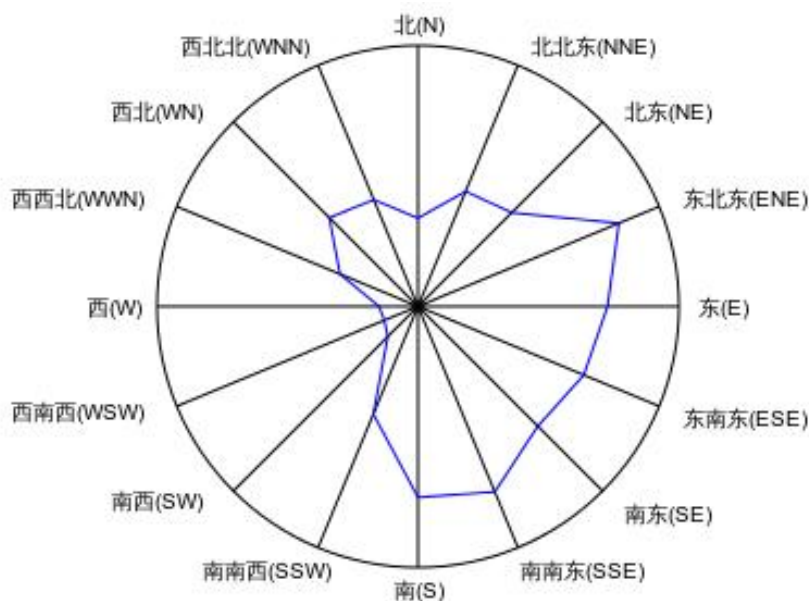 北(N)
西北北(WNN)
北北东(NNE)
西北(WN)
北东(NE)
西西北(WWN)
东北东(ENE)
西(W)
东(E)
西南西(WSW)
东南东(ESE)
南西(SW)
南东(SE)
南南西(SSW)
南南东(SSE)
南(S)